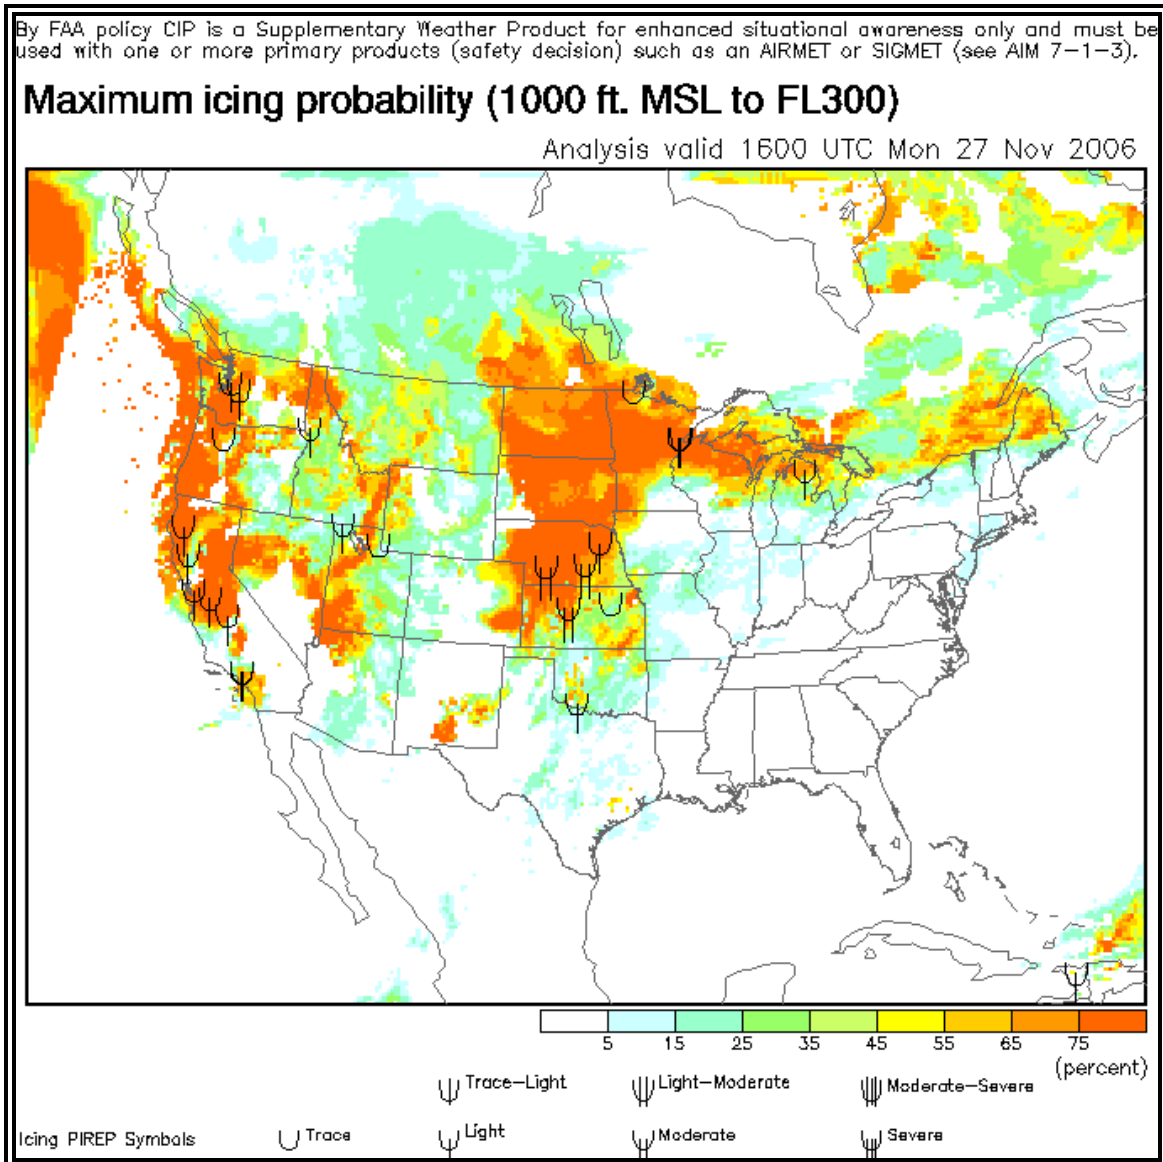 By FAA policy CIP is a Supplementary Weather Product for enhanced situational awareness only and must be
used with one or more primary products (safety decision) such as an AIRMET or SIGMET (see AIM 7-1-3).
Maximum icing probability (1000 ft. MSL to FL300)
Analysis valid 1600 UTC Mon 27 Nov 2006
5 15 25 35 45 55 65 75
(percent)
Trace-Light Light-Moderate Moderate-Severe
Icing PIREP Symbols Trace Light Moderate Severe